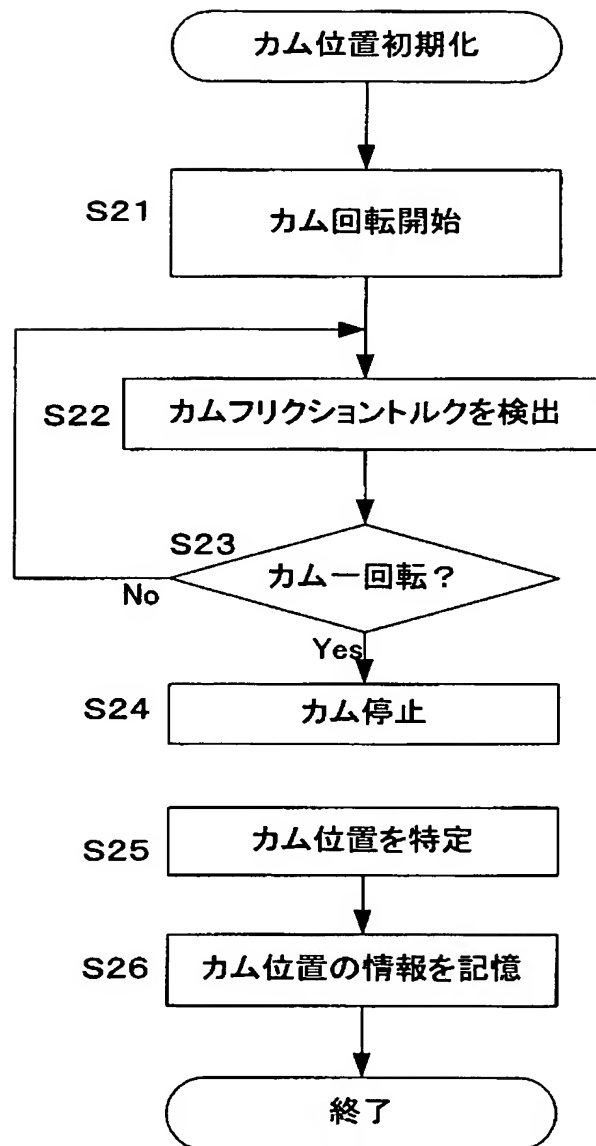 カム位置初期化
S21
カム回転開始
S22
カムフリクショントルクを検出
S23
カム一回転？
No
Yes
S24
カム停止
S25
カム位置を特定
S26
カム位置の情報を記憶
終了